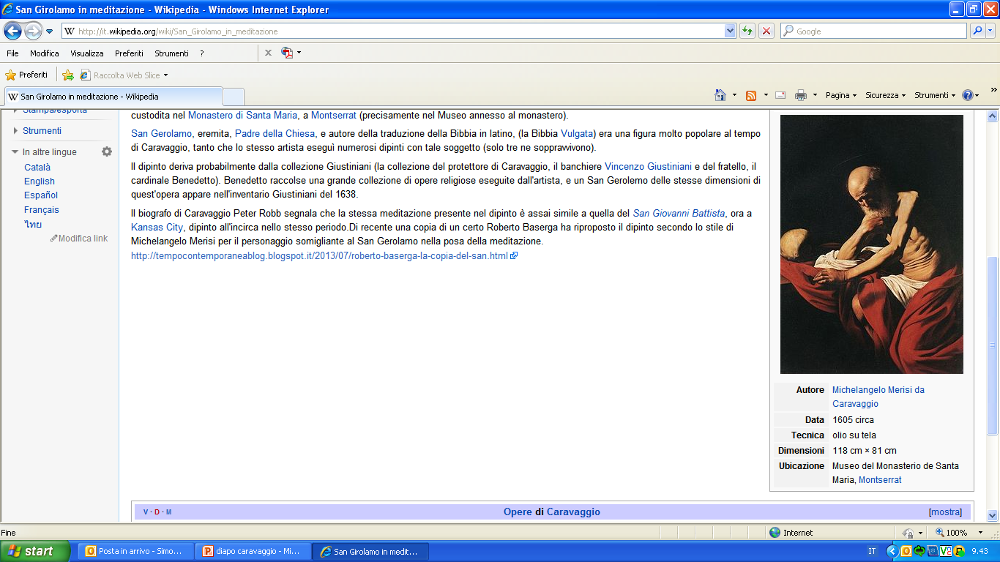 San Girolamo in meditazione - Wikipedia - Windows Internet Explorer
http://it.wikipedia.org/wiki/San_Girolamo_in_meditazione
Google
File Modifica Visualizza Preferiti Strumenti ?
Preferiti Raccolta Web Slice
San Girolamo in meditazione - Wikipedia
Pagina Sicurezza Strumenti
Stampa/esporta
Strumenti
In altre lingue
Català
English
Español
Français
ไทย
Modifica link
custodita nel Monastero di Santa Maria, a Montserrat (precisamente nel Museo annesso al monastero).
San Gerolamo, eremita, Padre della Chiesa, e autore della traduzione della Bibbia in latino, (la Bibbia Vulgata) era una figura molto popolare al tempo
di Caravaggio, tanto che lo stesso artista eseguì numerosi dipinti con tale soggetto (solo tre ne sopravvivono).
Il dipinto deriva probabilmente dalla collezione Giustiniani (la collezione del protettore di Caravaggio, il banchiere Vincenzo Giustiniani e del fratello, il
cardinale Benedetto). Benedetto raccolse una grande collezione di opere religiose eseguite dall'artista, e un San Gerolemo delle stesse dimensioni di
quest'opera appare nell'inventario Giustiniani del 1638.
Il biografo di Caravaggio Peter Robb segnala che la stessa meditazione presente nel dipinto è assai simile a quella del San Giovanni Battista, ora a
Kansas City, dipinto all'incirca nello stesso periodo.Di recente una copia di un certo Roberto Baserga ha riproposto il dipinto secondo lo stile di
Michelangelo Merisi per il personaggio somigliante al San Gerolamo nella posa della meditazione.
http://tempocontemporaneablog.blogspot.it/2013/07/roberto-baserga-la-copia-del-san.html
Autore Michelangelo Merisi da
Caravaggio
Data 1605 circa
Tecnica olio su tela
Dimensioni 118 cm × 81 cm
Ubicazione Museo del Monasterio de Santa
Maria, Montserrat
V · D · M Opere di Caravaggio [mostra]
Fine Internet 100%
start Posta in arrivo - Simo... diapo caravaggio - Mi... San Girolamo in medit... IT 9.43